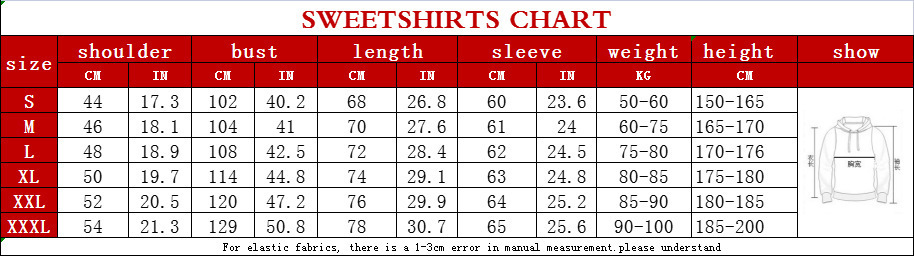 SWEETSHIRTS CHART
size shoulder bust length sleeve weight height show
CM IN CM IN CM IN CM IN KG CM
S 44 17.3 102 40.2 68 26.8 60 23.6 50-60 150-165
M 46 18.1 104 41 70 27.6 61 24 60-75 165-170
L 48 18.9 108 42.5 72 28.4 62 24.5 75-80 170-176
XL 50 19.7 114 44.8 74 29.1 63 24.8 80-85 175-180
XXL 52 20.5 120 47.2 76 29.9 64 25.2 85-90 180-185
XXXL 54 21.3 129 50.8 78 30.7 65 25.6 90-100 185-200
胸宽
For elastic fabrics, there is a 1-3cm error in manual measurement.please understand